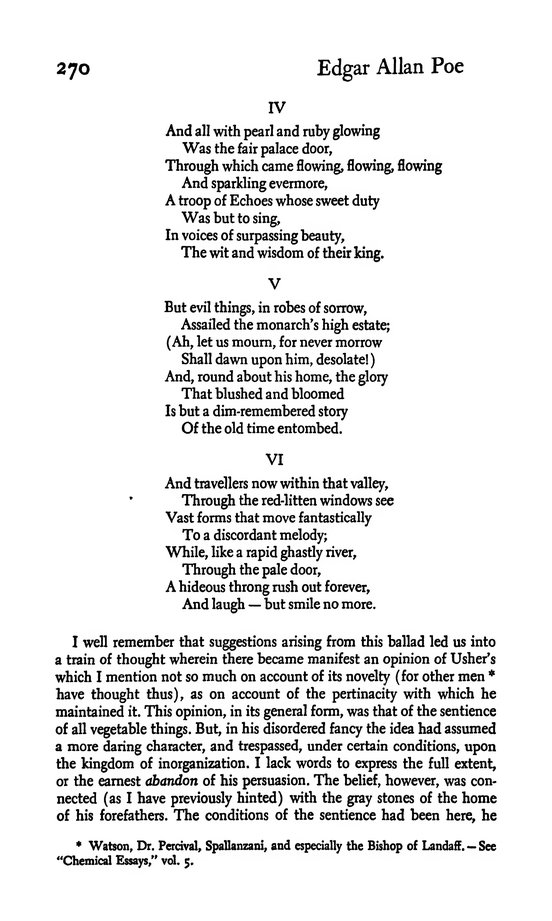 270 Edgar Allan Poe
IV
And all with pearl and ruby glowing
Was the fair palace door,
Through which came flowing, flowing, flowing
And sparkling evermore,
A troop of Echoes whose sweet duty
Was but to sing,
In voices of surpassing beauty,
The wit and wisdom of their king.
V
But evil things, in robes of sorrow,
Assailed the monarch's high estate;
(Ah, let us mourn, for never morrow
Shall dawn upon him, desolate!)
And, round about his home, the glory
That blushed and bloomed
Is but a dim-remembered story
Of the old time entombed.
VI
And travellers now within that valley,
Through the red-litten windows see
Vast forms that move fantastically
To a discordant melody;
While, like a rapid ghastly river,
Through the pale door,
A hideous throng rush out forever,
And laugh — but smile no more.
I well remember that suggestions arising from this ballad led us into
a train of thought wherein there became manifest an opinion of Usher's
which I mention not so much on account of its novelty (for other men *
have thought thus), as on account of the pertinacity with which he
maintained it. This opinion, in its general form, was that of the sentience
of all vegetable things. But, in his disordered fancy the idea had assumed
a more daring character, and trespassed, under certain conditions, upon
the kingdom of inorganization. I lack words to express the full extent,
or the earnest abandon of his persuasion. The belief, however, was con-
nected (as I have previously hinted) with the gray stones of the home
of his forefathers. The conditions of the sentience had been here, he
* Watson, Dr. Percival, Spallanzani, and especially the Bishop of Landaff. — See
"Chemical Essays," vol. 5.